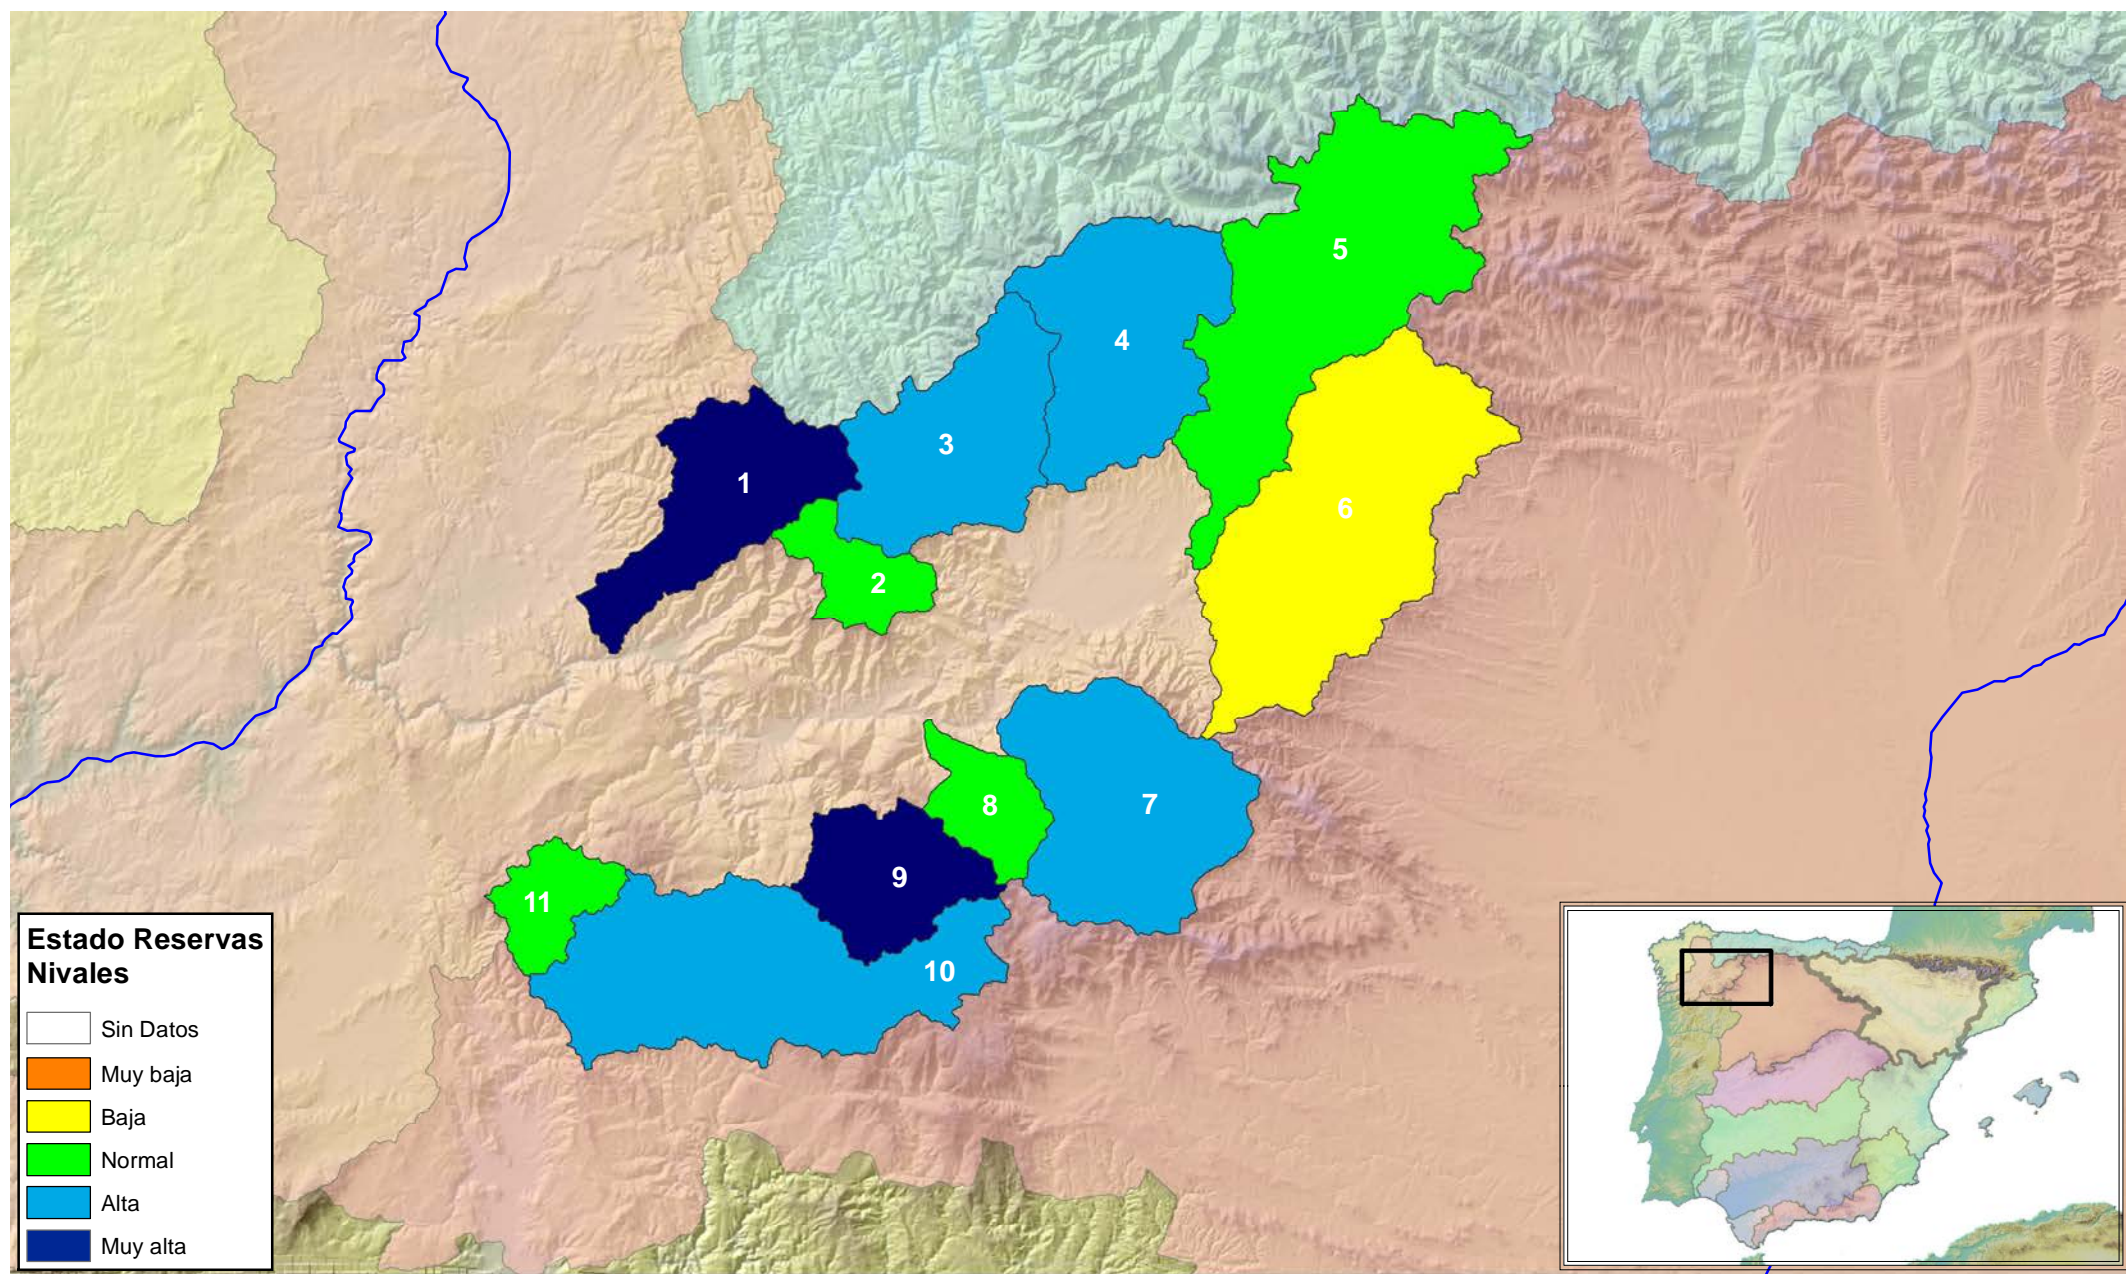 5
4
3
1
6
2
8
7
9
11
10
Estado Reservas
Nivales
Sin Datos
Muy baja
Baja
Normal
Alta
Muy alta